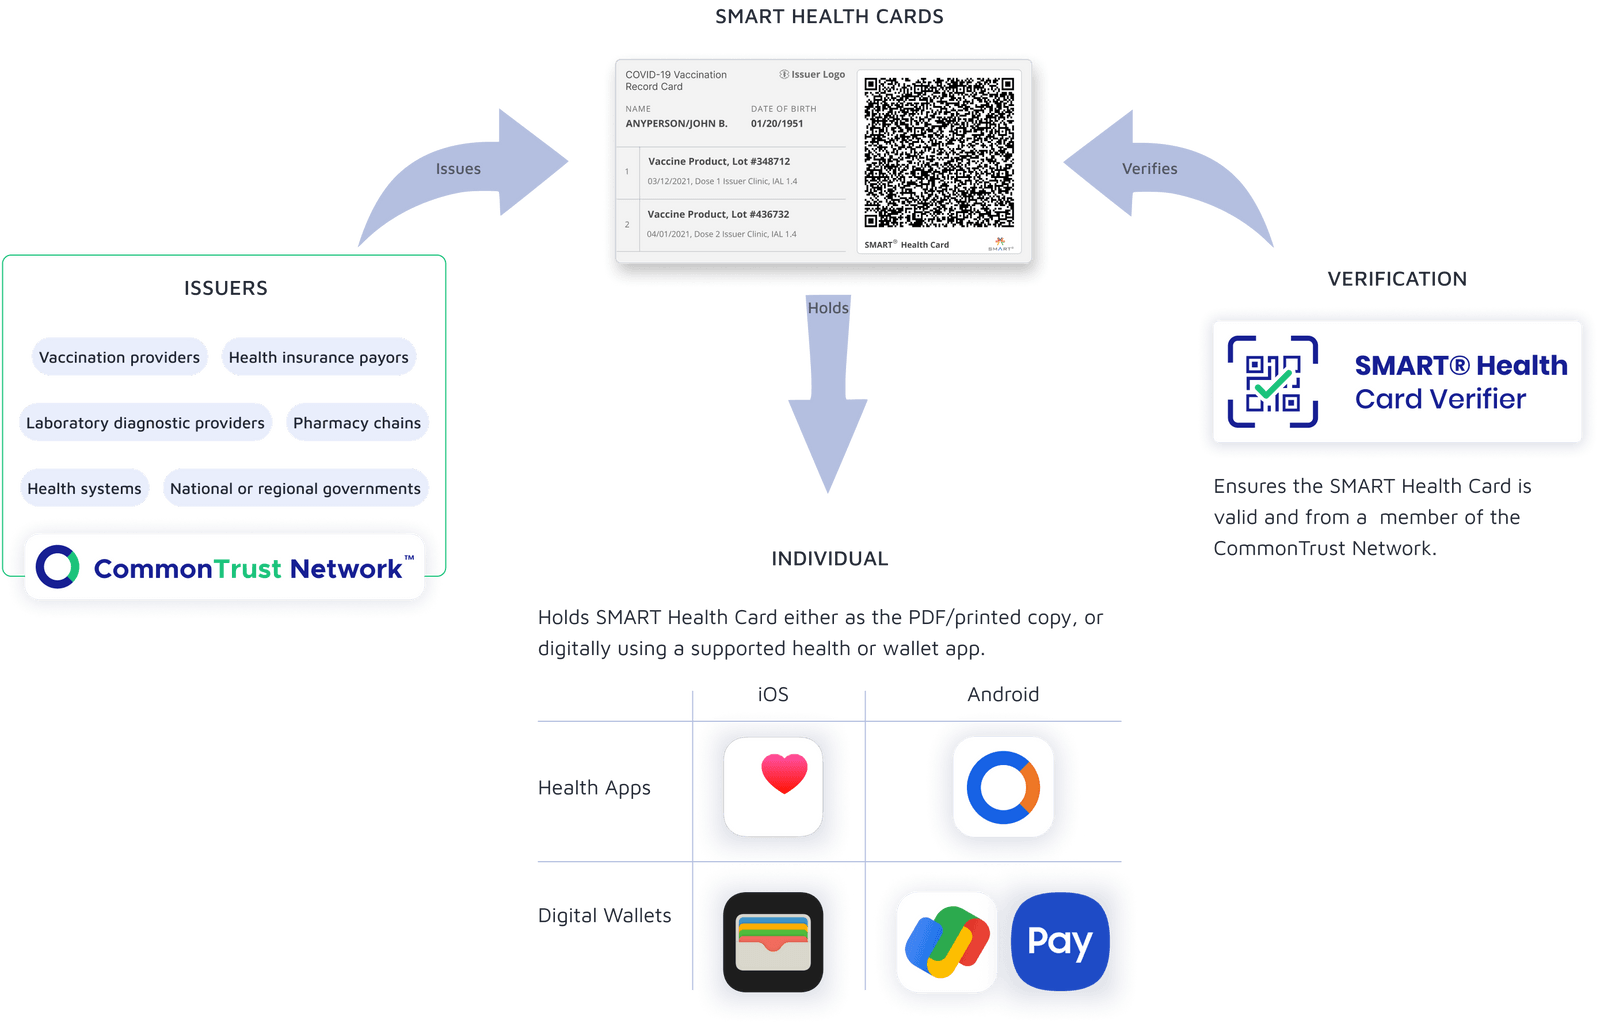 SMART HEALTH CARDS
COVID-19 Vaccination
Record Card
Issuer Logo
NAME
DATE OF BIRTH
ANYPERSON/JOHN B.
01/20/1951
1
Vaccine Product, Lot #348712
03/12/2021, Dose 1 Issuer Clinic, IAL 1.4
2
Vaccine Product, Lot #436732
04/01/2021, Dose 2 Issuer Clinic, IAL 1.4
SMART® Health Card
SMART®
Issues
Verifies
Holds
ISSUERS
Vaccination providers
Health insurance payors
Laboratory diagnostic providers
Pharmacy chains
Health systems
National or regional governments
CommonTrust Network™
VERIFICATION
SMART® Health
Card Verifier
Ensures the SMART Health Card is
valid and from a member of the
CommonTrust Network.
INDIVIDUAL
Holds SMART Health Card either as the PDF/printed copy, or
digitally using a supported health or wallet app.
iOS
Android
Health Apps
Digital Wallets
Pay